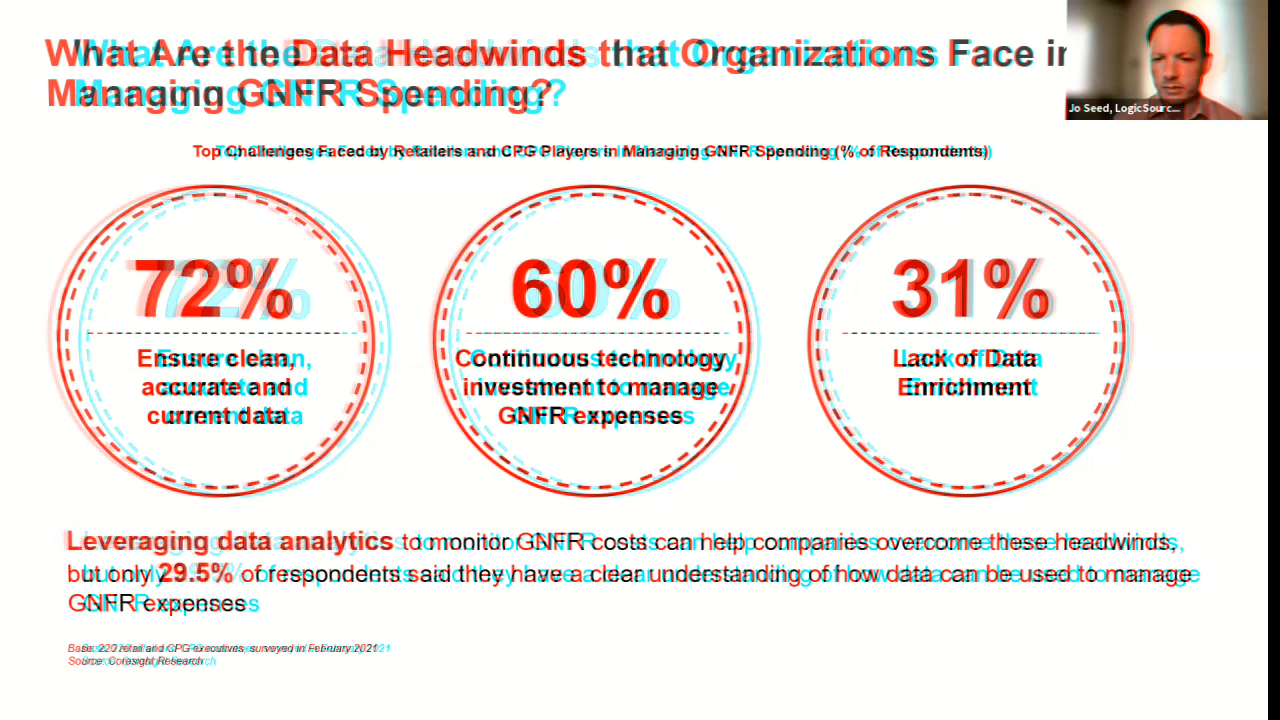 What Are the Data Headwinds that Organizations Face in
Managing GNFR Spending?
Jo Seed, LogicSourc...
Top Challenges Faced by Retailers and CPG Players in Managing GNFR Spending (% of Respondents)
72%
Ensure clean,
accurate and
current data
60%
Continuous technology
investment to manage
GNFR expenses
31%
Lack of Data
Enrichment
Leveraging data analytics to monitor GNFR costs can help companies overcome these headwinds,
but only 29.5% of respondents said they have a clear understanding of how data can be used to manage
GNFR expenses
Base: 220 retail and CPG executives, surveyed in February 2021
Source: Coresight Research